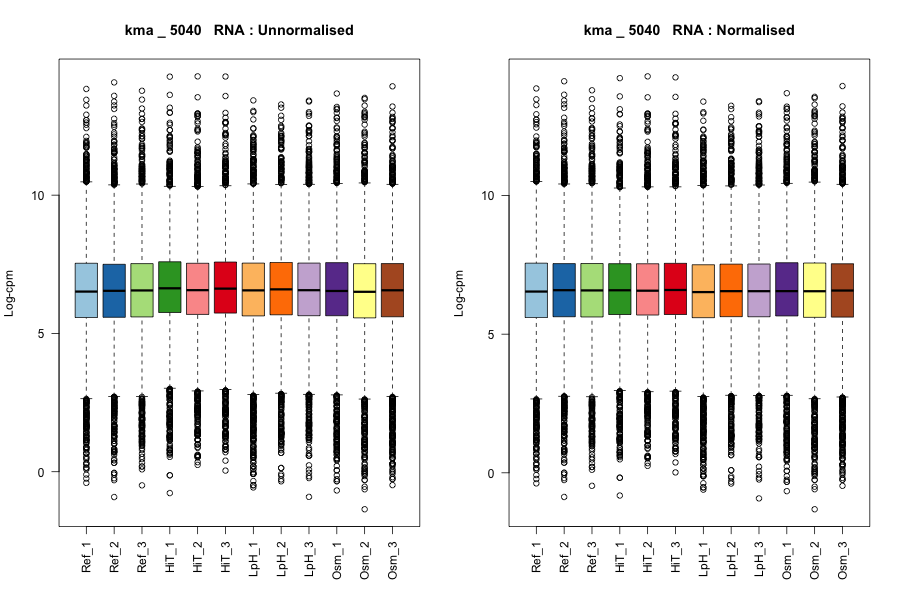 kma _ 5040   RNA : Unnormalised
Log-cpm
10
5
0
Ref_1
Ref_2
Ref_3
HiT_1
HiT_2
HiT_3
LpH_1
LpH_2
LpH_3
Osm_1
Osm_2
Osm_3
kma _ 5040   RNA : Normalised
Log-cpm
10
5
0
Ref_1
Ref_2
Ref_3
HiT_1
HiT_2
HiT_3
LpH_1
LpH_2
LpH_3
Osm_1
Osm_2
Osm_3